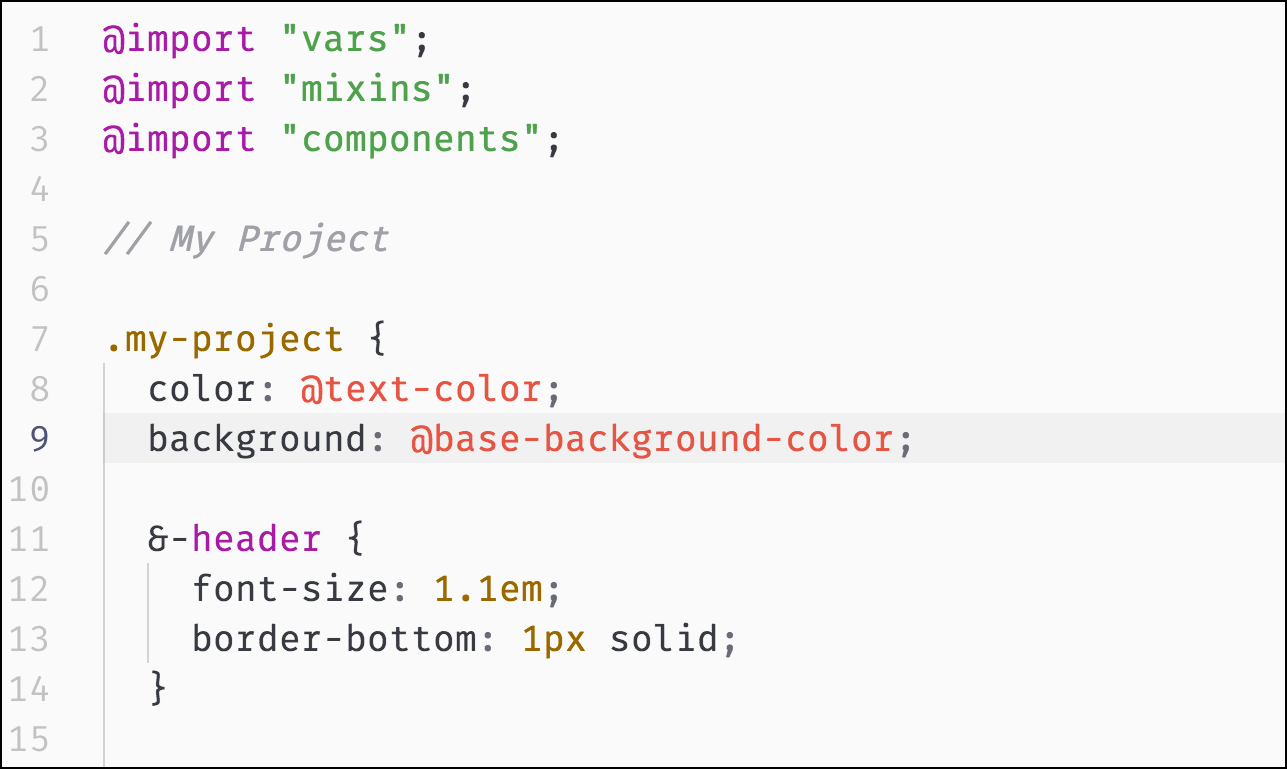 1 @import "vars";
2 @import "mixins";
3 @import "components";
4
5 // My Project
6
7 .my-project {
8   color: @text-color;
9   background: @base-background-color;
10
11   &-header {
12     font-size: 1.1em;
13     border-bottom: 1px solid;
14   }
15